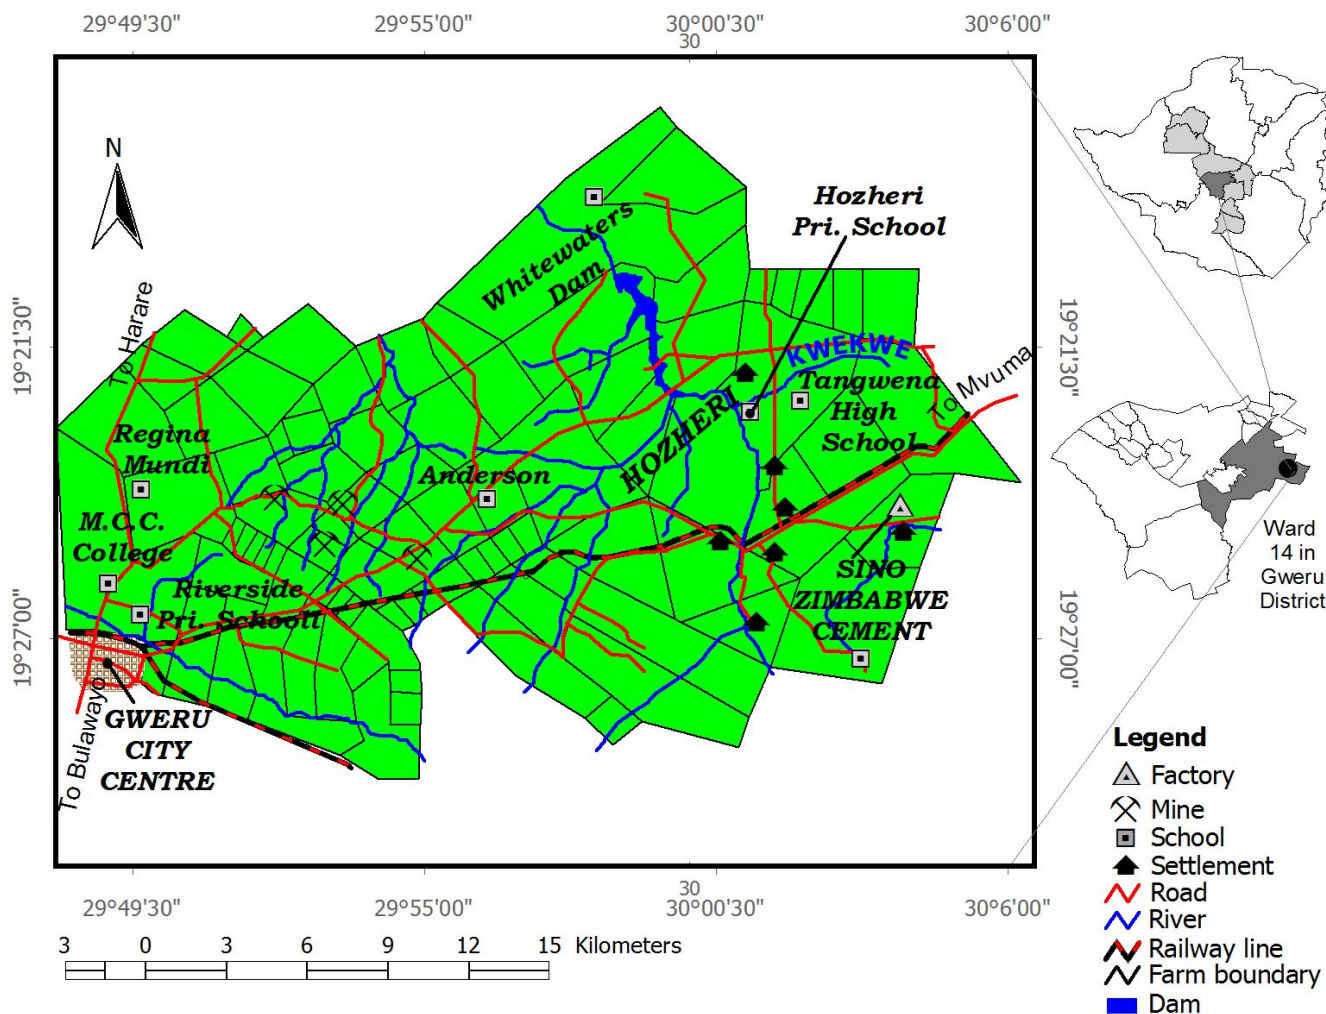 29°49'30" 29°55'00" 30°00'30" 30°6'00"
30
N
Hozheri
Pri. School
Whitewaters
Dam
To Harare
19°21'30"
19°21'30"
KWEKWE
Tangwena
High
School
To Mvuma
HOZHERI
Regina
Mundi
Anderson
M.C.C.
College
Riverside
Pri. Schooll
SINO
ZIMBABWE
CEMENT
19°27'00"
19°27'00"
Ward
14 in
Gweru
District
GWERU
CITY
CENTRE
To Bulawayo
30
29°49'30" 29°55'00" 30°00'30" 30°6'00"
3 0 3 6 9 12 15 Kilometers
Legend
Factory
Mine
School
Settlement
Road
River
Railway line
Farm boundary
Dam